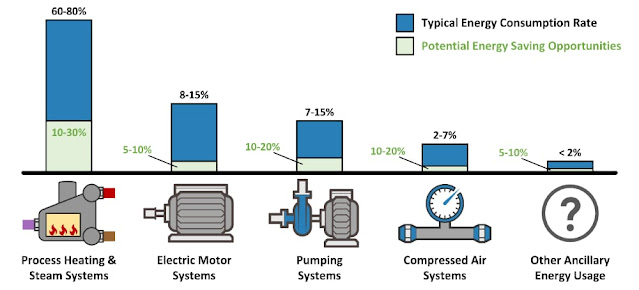 60-80%
Typical Energy Consumption Rate
Potential Energy Saving Opportunities
8-15%
7-15%
2-7%
< 2%
10-30%
5-10%
10-20%
10-20%
5-10%
Process Heating &
Steam Systems
Electric Motor
Systems
Pumping
Systems
Compressed Air
Systems
Other Ancillary
Energy Usage
?